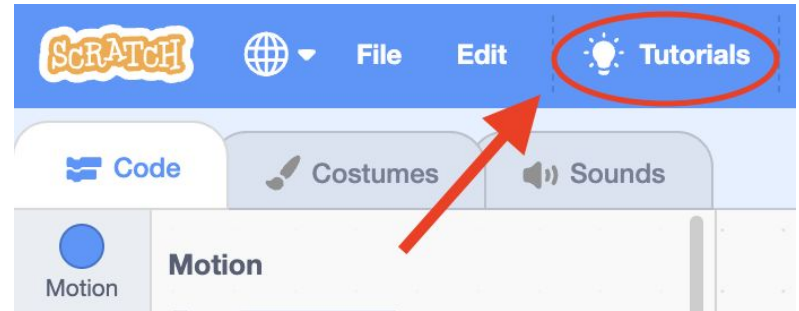 SCRATCH File Edit Tutorials
Code Costumes Sounds
Motion
Motion